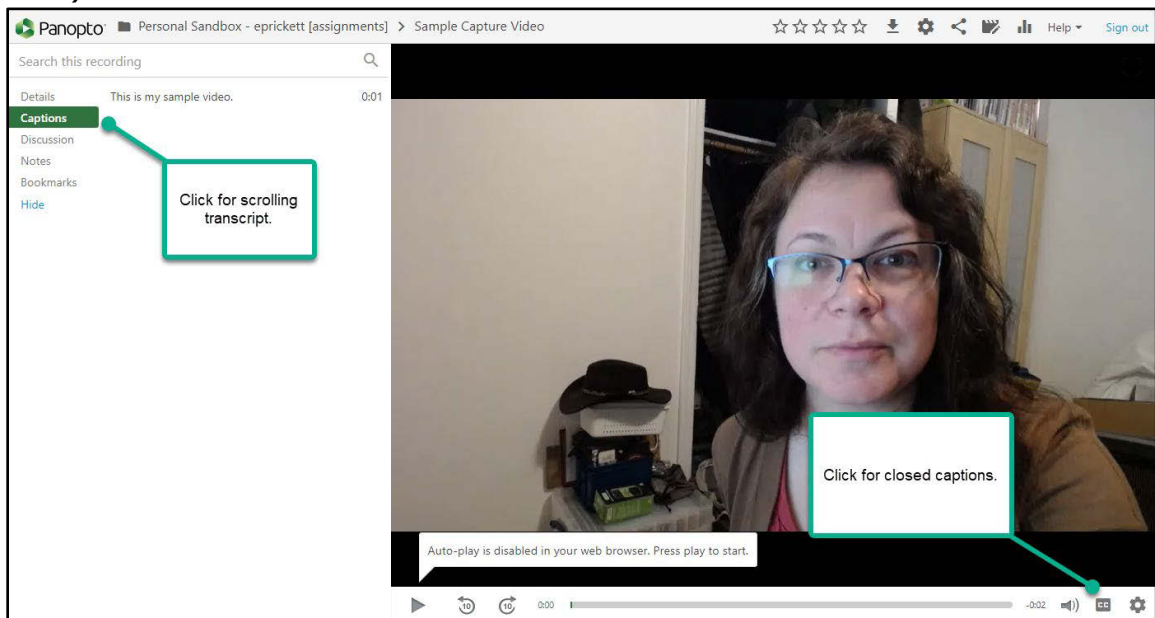 Panopto Personal Sandbox - eprickett [assignments] > Sample Capture Video Help Sign out
Search this recording
Details This is my sample video. 0:01
Captions
Discussion
Notes
Bookmarks
Hide
Click for scrolling
transcript.
Click for closed captions.
Auto-play is disabled in your web browser. Press play to start.
10 10 0:00 -0:02 CC